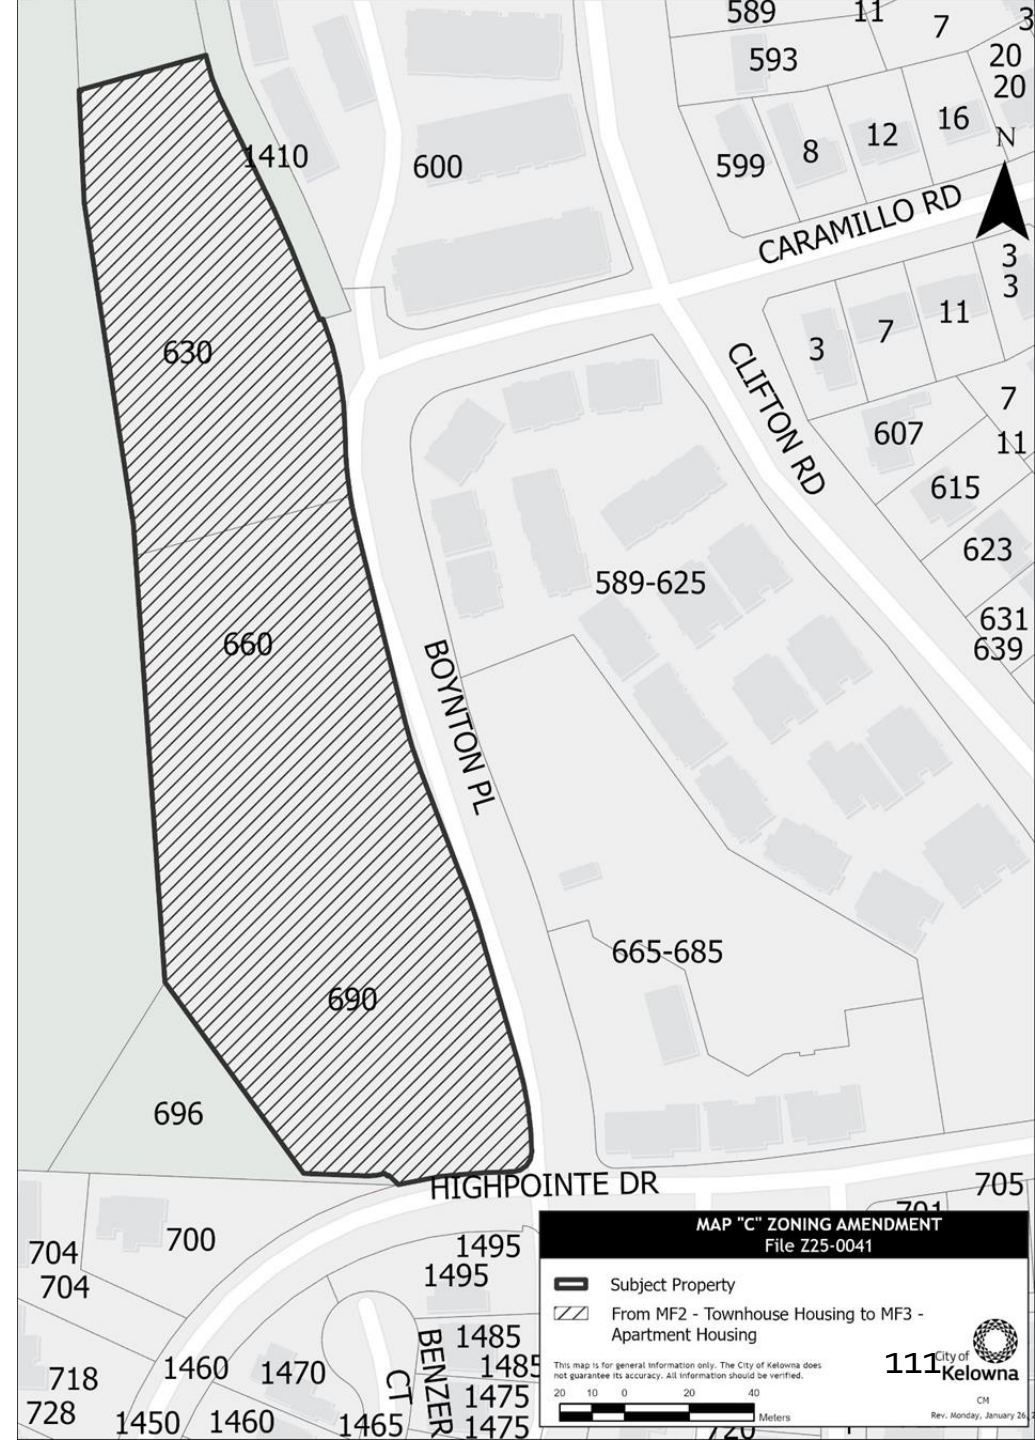 589
11
7
3
593
20
20
16
N
12
8
599
1410
600
CARAMILLO RD
3
3
11
7
3
630
CLIFTON RD
7
607
11
615
623
589-625
631
639
660
BOYNTON PL
665-685
690
696
HIGHPOINTE DR
705
700
704
704
1495
1495
MAP "C" ZONING AMENDMENT
File Z25-0041
Subject Property
From MF2 - Townhouse Housing to MF3 -
Apartment Housing
This map is for general information only. The City of Kelowna does
not guarantee its accuracy. All information should be verified.
20 10 0 20 40
Meters
111
City of
Kelowna
CM
Rev. Monday, January 26,
BENZER
CT
1485
1485
1475
1475
718
728
1460
1470
1450
1460
1465